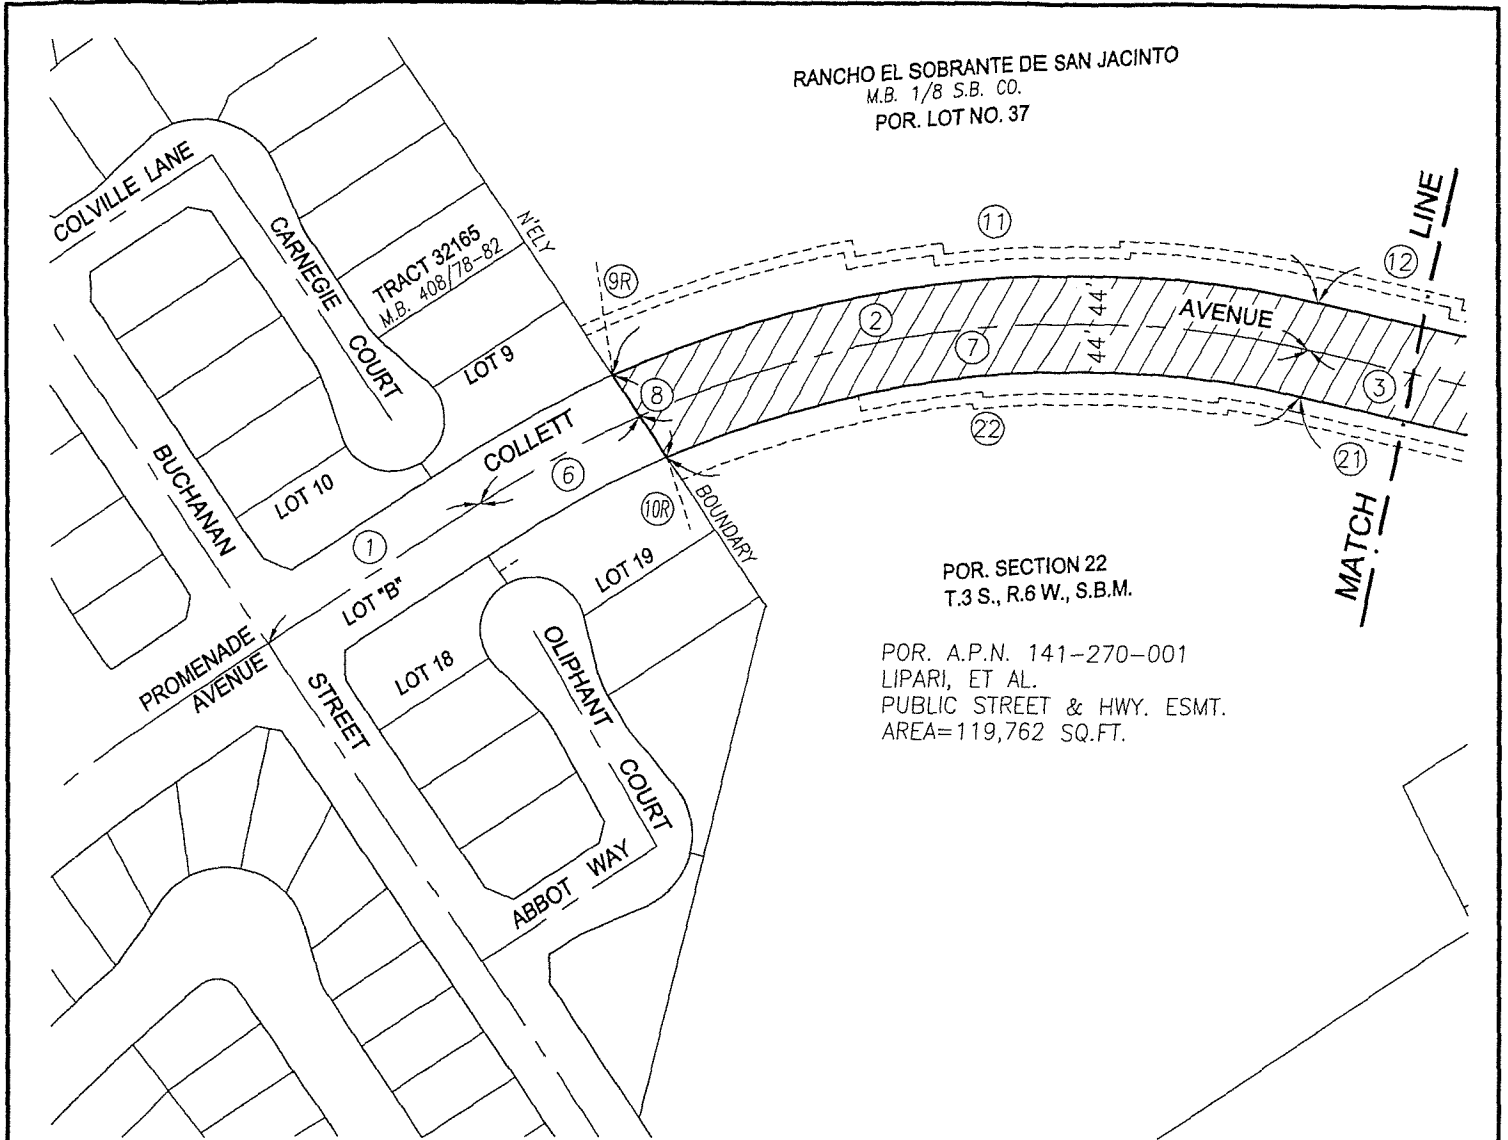 RANCHO EL SOBRANTE DE SAN JACINTO
M.B. 1/8 S.B. CO.
POR. LOT NO. 37
COLVILLE LANE
CARNEGIE COURT
TRACT 32165
M.B. 408/78-82
N'ELY
LINE
11
12
9R
2
AVENUE
44'
44'
7
3
LOT 9
8
COLLETT
22
21
BUCHANAN
LOT 10
6
10R
BOUNDARY
1
MATCH
LOT "B"
LOT 19
POR. SECTION 22
T.3 S., R.6 W., S.B.M.
PROMENADE
AVENUE
LOT 18
OLIPHANT COURT
STREET
POR. A.P.N. 141-270-001
LIPARI, ET AL.
PUBLIC STREET & HWY. ESMT.
AREA=119,762 SQ.FT.
ABBOT WAY